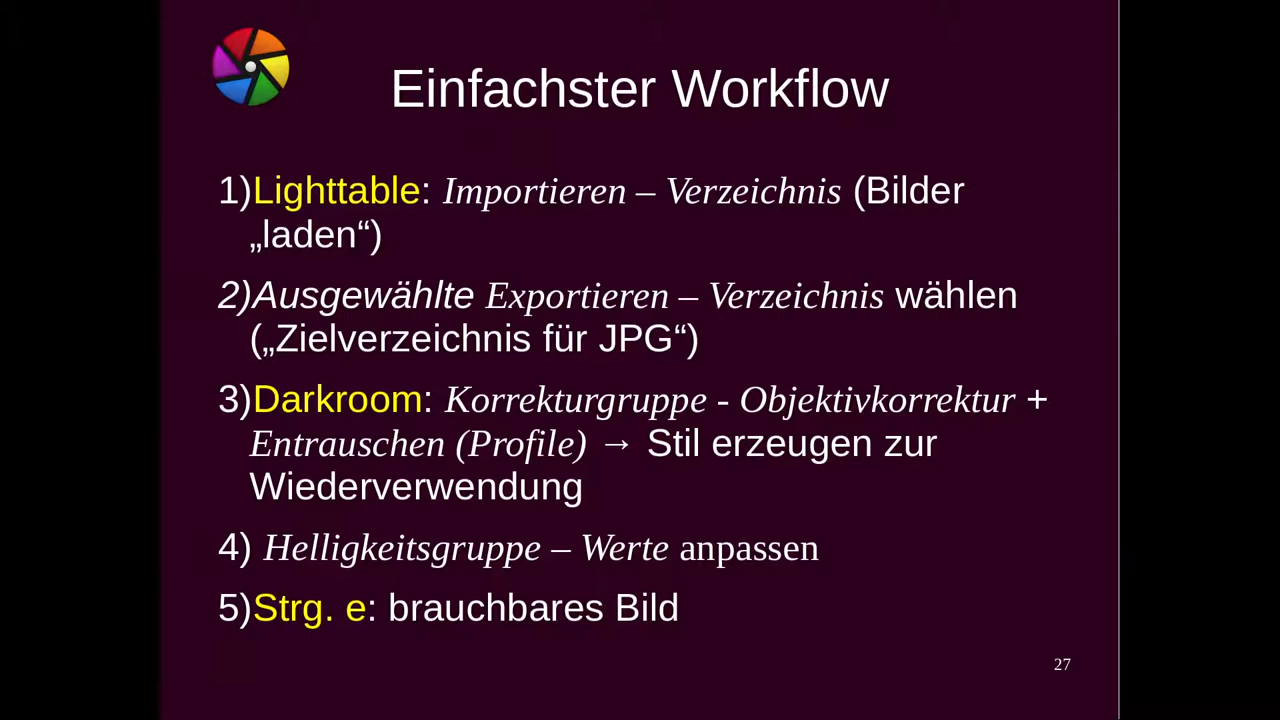 Einfachster Workflow
1)Lighttable: Importieren – Verzeichnis (Bilder
„laden“)
2)Ausgewählte Exportieren – Verzeichnis wählen
(„Zielverzeichnis für JPG“)
3)Darkroom: Korrekturgruppe - Objektivkorrektur +
Entrauschen (Profile) → Stil erzeugen zur
Wiederverwendung
4) Helligkeitsgruppe – Werte anpassen
5)Strg. e: brauchbares Bild
27